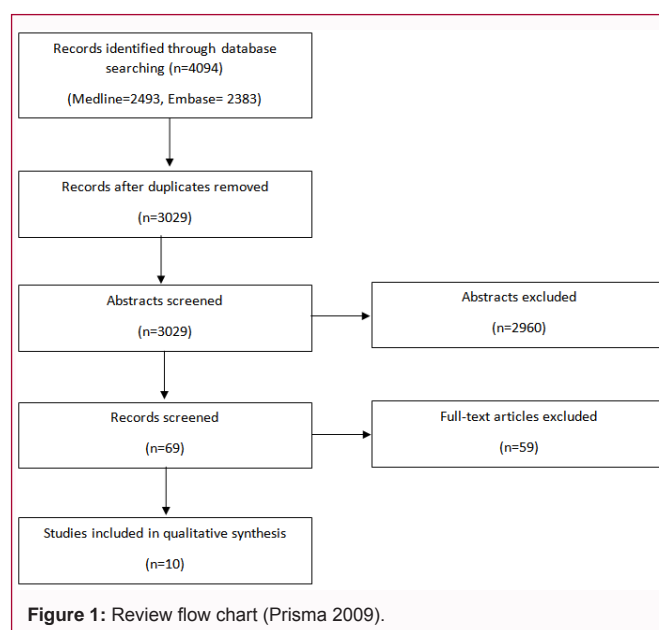 Records identified through database
searching (n=4094)
(Medline=2493, Embase= 2383)
Records after duplicates removed
(n=3029)
Abstracts screened
(n=3029)
Abstracts excluded
(n=2960)
Records screened
(n=69)
Full-text articles excluded
(n=59)
Studies included in qualitative synthesis
(n=10)
Figure 1: Review flow chart (Prisma 2009).